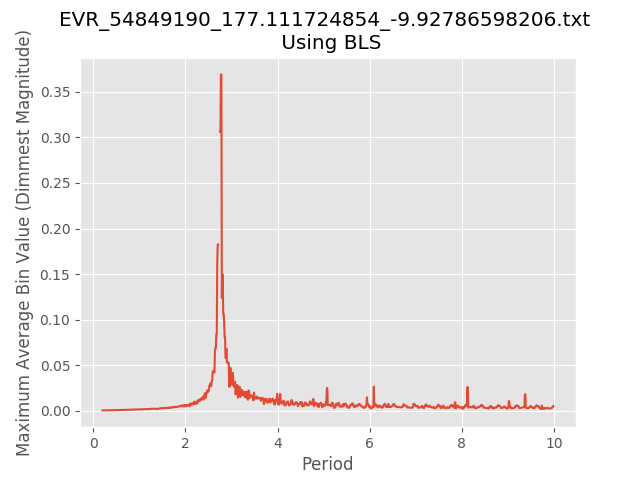 EVR_54849190_177.111724854_-9.92786598206.txt
Using BLS
Maximum Average Bin Value (Dimmest Magnitude)
0.35
0.30
0.25
0.20
0.15
0.10
0.05
0.00
0 2 4 6 8 10
Period